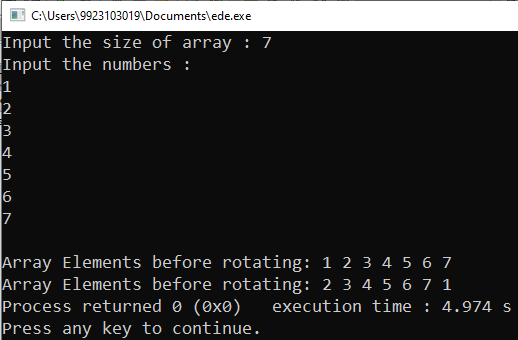 C:\Users\9923103019\Documents\ede.exe
Input the size of array : 7
Input the numbers :
1
2
3
4
5
6
7
Array Elements before rotating: 1 2 3 4 5 6 7
Array Elements before rotating: 2 3 4 5 6 7 1
Process returned 0 (0x0)   execution time : 4.974 s
Press any key to continue.